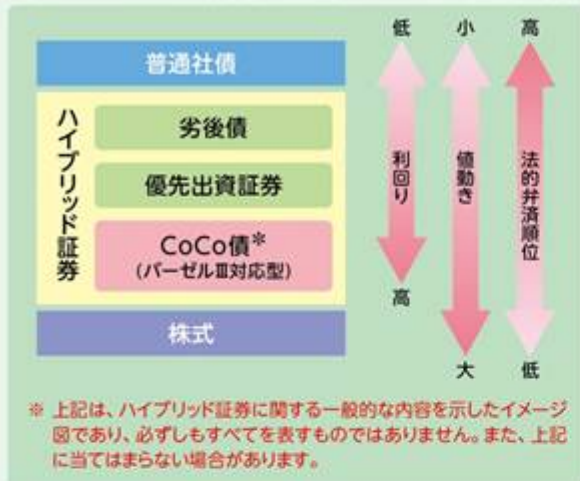 低 小 高
普通社債
ハイブリッド証券
劣後債
優先出資証券
CoCo債*
(バーゼルⅢ対応型)
株式
利回り
値動き
法的弁済順位
高
大 低
※ 上記は、ハイブリッド証券に関する一般的な内容を示したイメージ
図であり、必ずしもすべてを表すものではありません。また、上記
に当てはまらない場合があります。